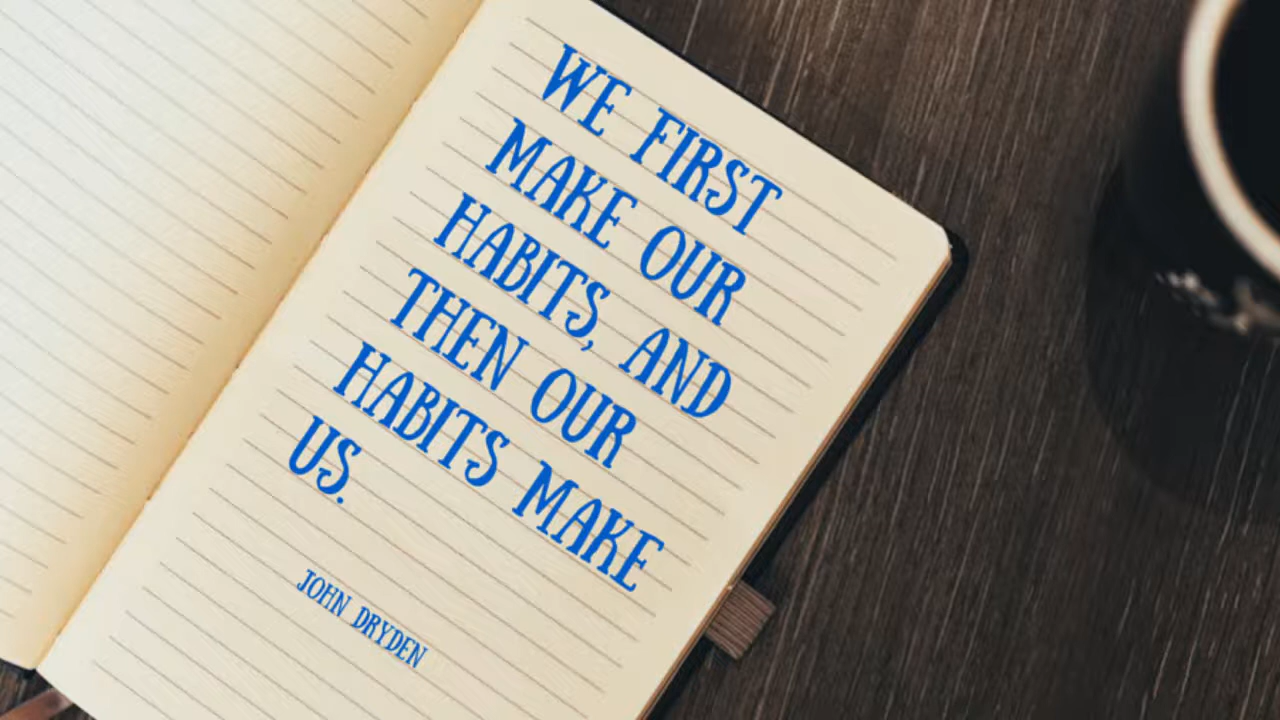 WE FIRST
MAKE OUR
HABITS, AND
THEN OUR
HABITS MAKE
US.
JOHN DRYDEN